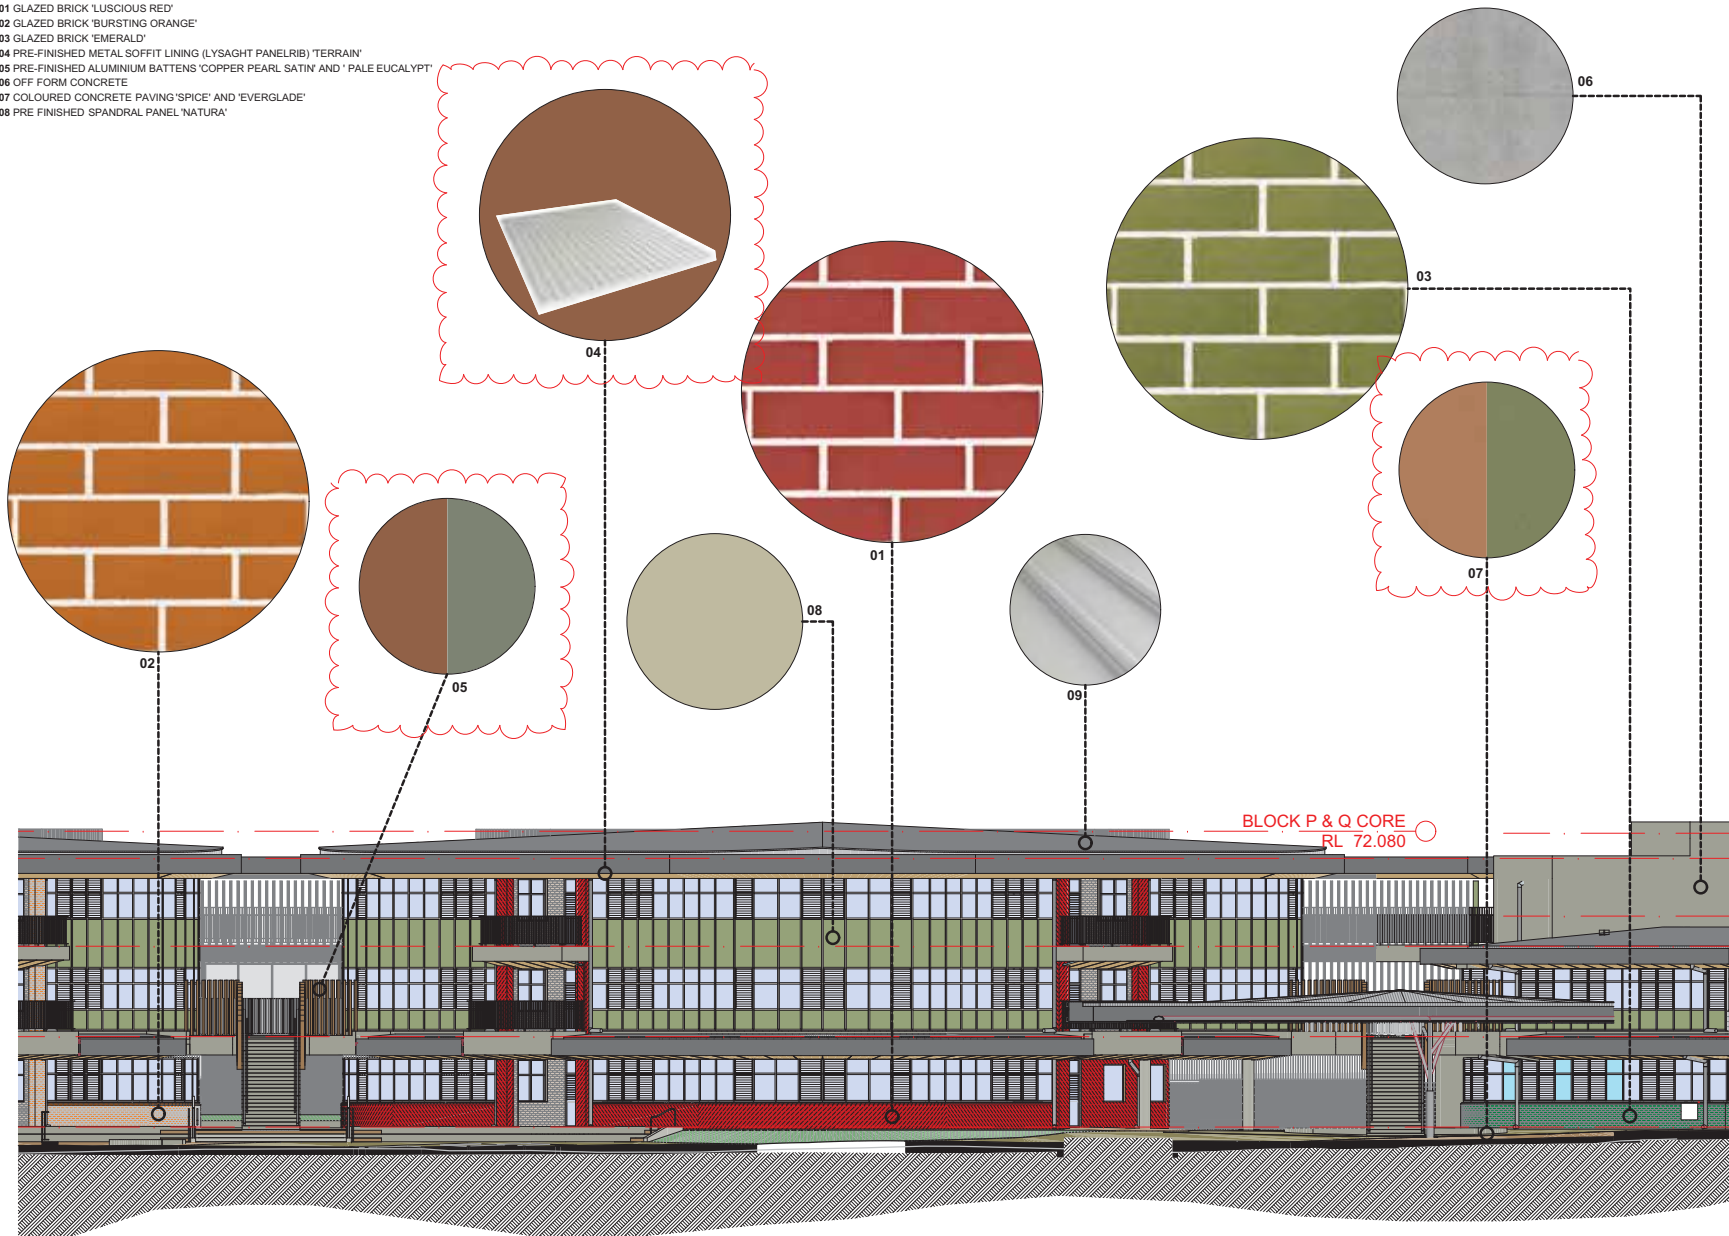 01 GLAZED BRICK 'LUSCIOUS RED'
02 GLAZED BRICK 'BURSTING ORANGE'
03 GLAZED BRICK 'EMERALD'
04 PRE-FINISHED METAL SOFFIT LINING (LYSAGHT PANELRIB) 'TERRAIN'
05 PRE-FINISHED ALUMINIUM BATTENS 'COPPER PEARL SATIN' AND ' PALE EUCALYPT'
06 OFF FORM CONCRETE
07 COLOURED CONCRETE PAVING 'SPICE' AND 'EVERGLADE'
08 PRE FINISHED SPANDRAL PANEL 'NATURA'
06
03
04
01
07
08
02
05
09
BLOCK P & Q CORE
RL 72.080